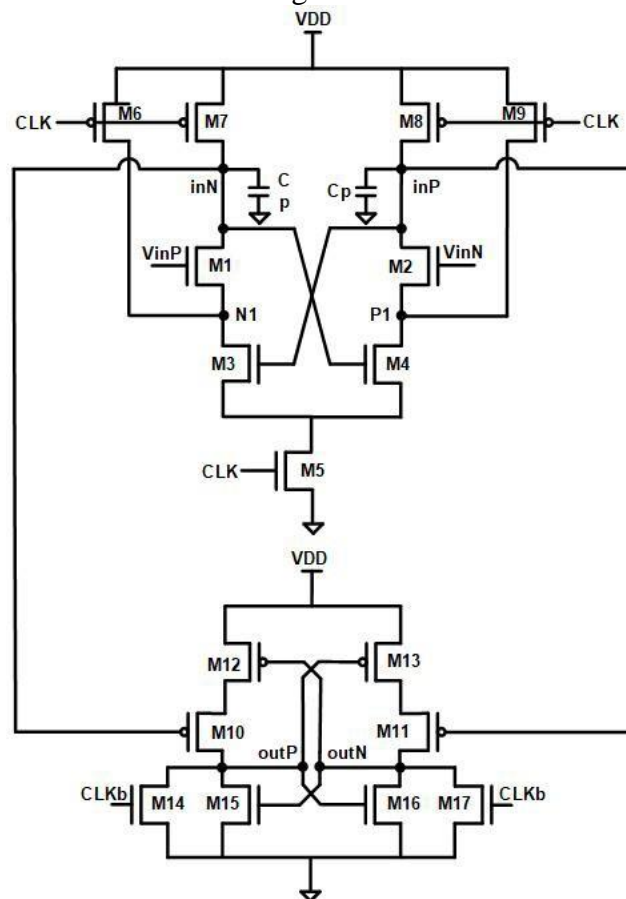 VDD
M6
M9
CLK
M7
M8
CLK
inN
C
p
Cp
inP
VinP
M1
M2
VinN
N1
P1
M3
M4
CLK
M5
VDD
M12
M13
M10
M11
outP
outN
CLKb
M14
M15
M16
M17
CLKb